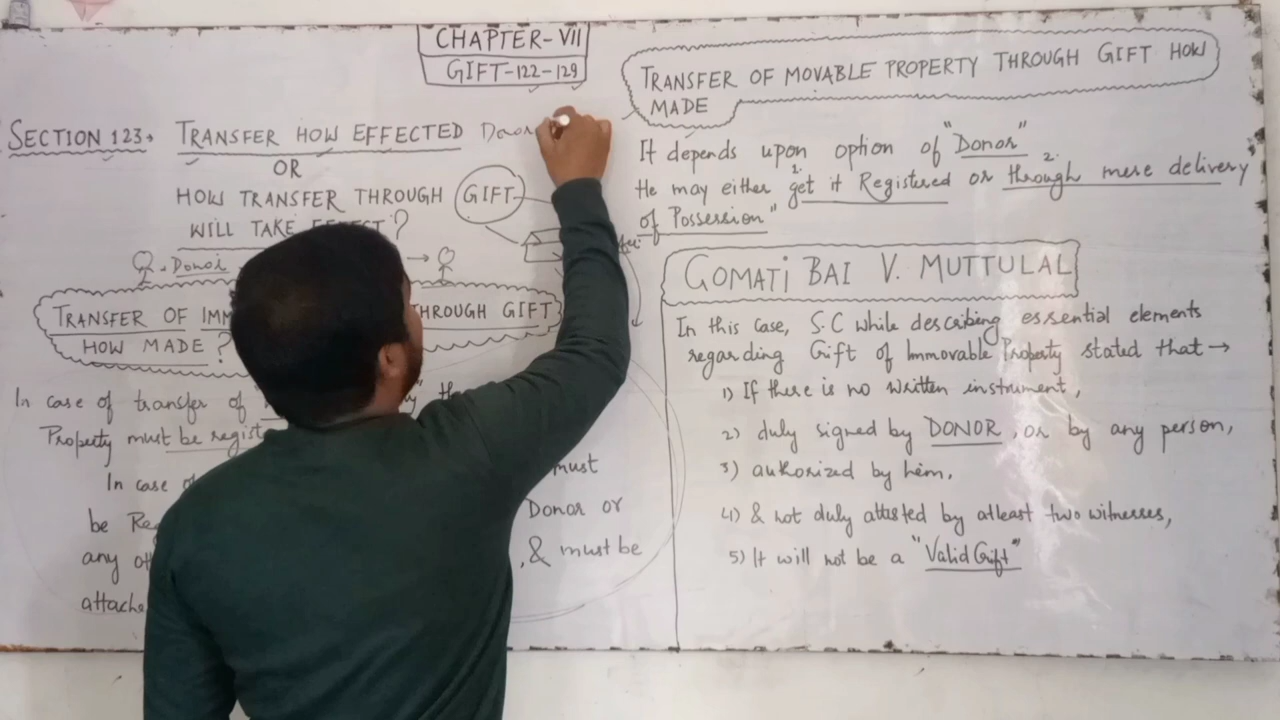 CHAPTER-VII
GIFT-122-129
SECTION 123→ TRANSFER HOW EFFECTED Donor
OR
HOW TRANSFER THROUGH GIFT
WILL TAKE EFFECT?
Donor
TRANSFER OF IMM THROUGH GIFT
HOW MADE?
In case of transfer of
Property must be regist
In case of must
be Reg Donor or
any att , & must be
attache
TRANSFER OF MOVABLE PROPERTY THROUGH GIFT HOW
MADE
It depends upon option of "Donor"
He may either 1. get it Registered or 2. through mere delivery
of Possession"
GOMATI BAI V. MUTTULAL
In this case, S.C while describing essential elements
regarding Gift of Immovable Property stated that →
1) If there is no written instrument,
2) duly signed by DONOR, or by any person,
3) authorized by him,
4) & not duly attested by atleast two witnesses,
5) It will not be a "Valid Gift"